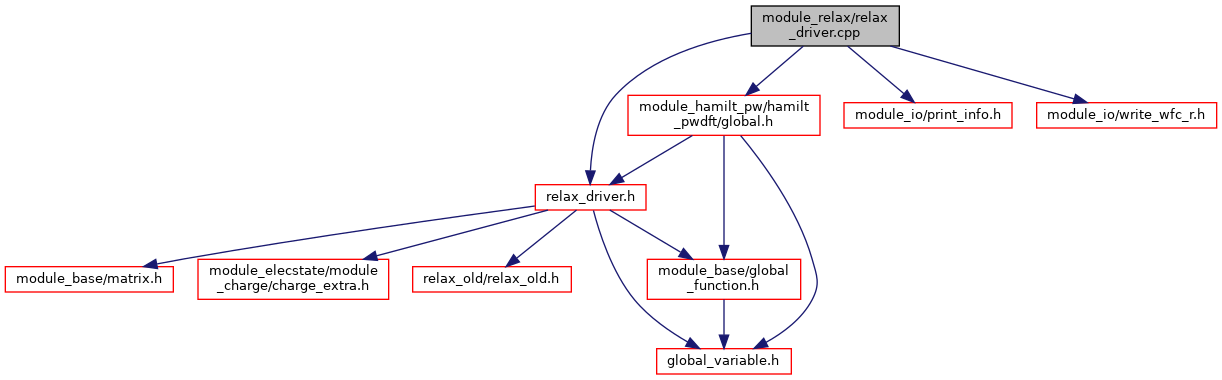 module_relax/relax
_driver.cpp
module_hamilt_pw/hamilt
_pwdft/global.h
module_io/print_info.h
module_io/write_wfc_r.h
relax_driver.h
module_base/matrix.h
module_elecstate/module
_charge/charge_extra.h
relax_old/relax_old.h
module_base/global
_function.h
global_variable.h